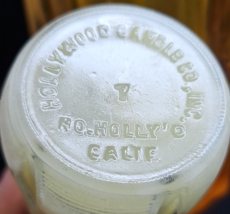 HOLLYWOOD CANDLE CO., INC.
7
NO. HOLLY'D.
CALIF